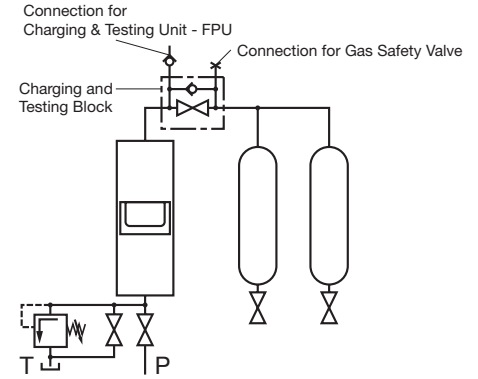 Connection for
Charging & Testing Unit - FPU
Connection for Gas Safety Valve
Charging and
Testing Block
T
P